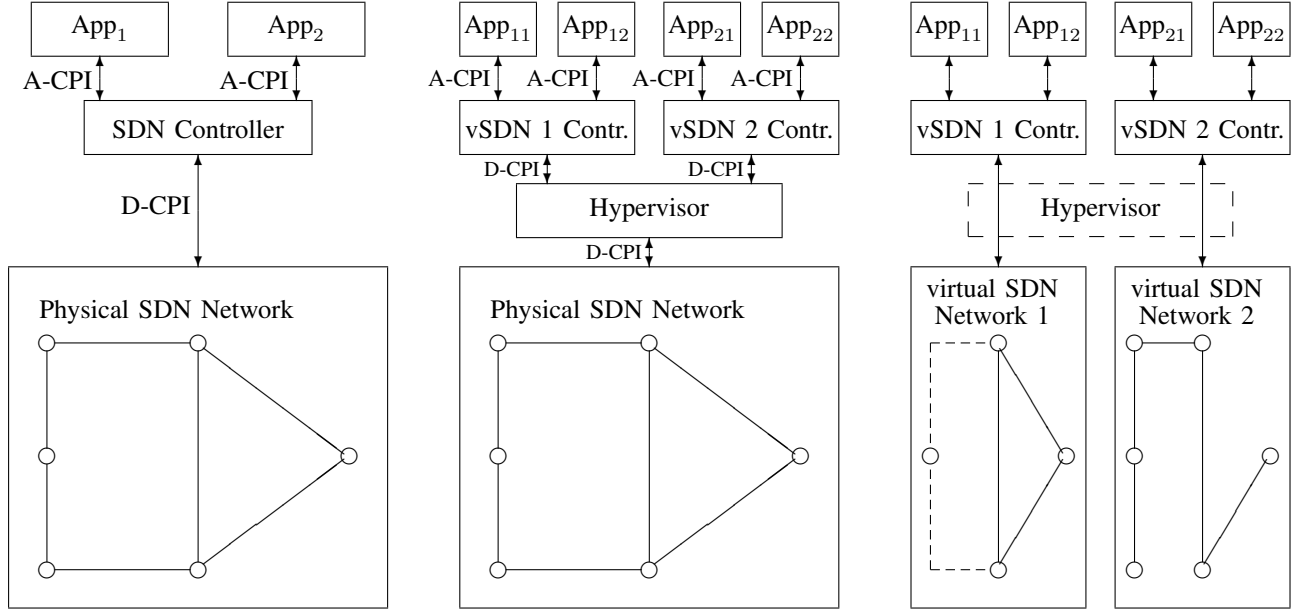 App₁ App₂
A-CPI A-CPI
SDN Controller
D-CPI
Physical SDN Network
App₁₁ App₁₂ App₂₁ App₂₂
A-CPI A-CPI A-CPI A-CPI
vSDN 1 Contr. vSDN 2 Contr.
D-CPI D-CPI
Hypervisor
D-CPI
Physical SDN Network
App₁₁ App₁₂ App₂₁ App₂₂
vSDN 1 Contr. vSDN 2 Contr.
Hypervisor
virtual SDN
Network 1
virtual SDN
Network 2